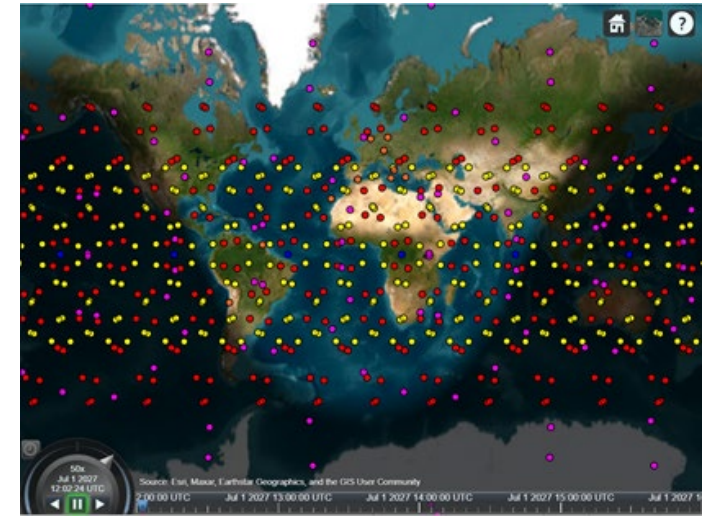 ?
50x
Jul 1 2027
12:02:24 UTC
Source: Esri, Maxar, Earthstar Geographics, and the GIS User Community
2:00:00 UTC Jul 1 2027 13:00:00 UTC Jul 1 2027 14:00:00 UTC Jul 1 2027 15:00:00 UTC Jul 1 2027 16